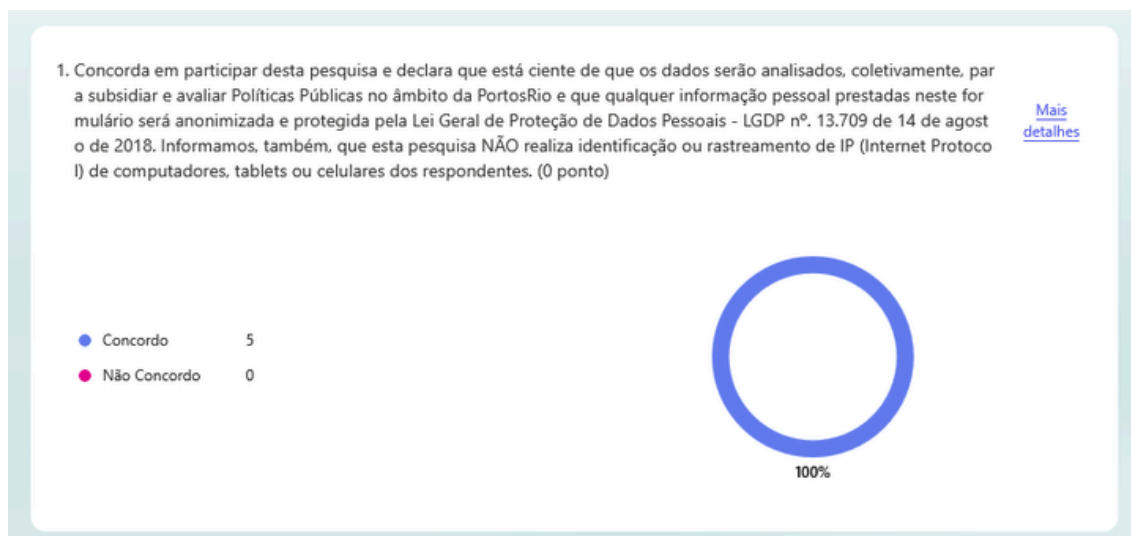 1. Concorda em participar desta pesquisa e declara que está ciente de que os dados serão analisados, coletivamente, par
a subsidiar e avaliar Políticas Públicas no âmbito da PortosRio e que qualquer informação pessoal prestadas neste for
mulário será anonimizada e protegida pela Lei Geral de Proteção de Dados Pessoais - LGDP nº. 13.709 de 14 de agost
o de 2018. Informamos, também, que esta pesquisa NÃO realiza identificação ou rastreamento de IP (Internet Protoco
l) de computadores, tablets ou celulares dos respondentes. (0 ponto)
Mais
detalhes
Concordo 5
Não Concordo 0
100%